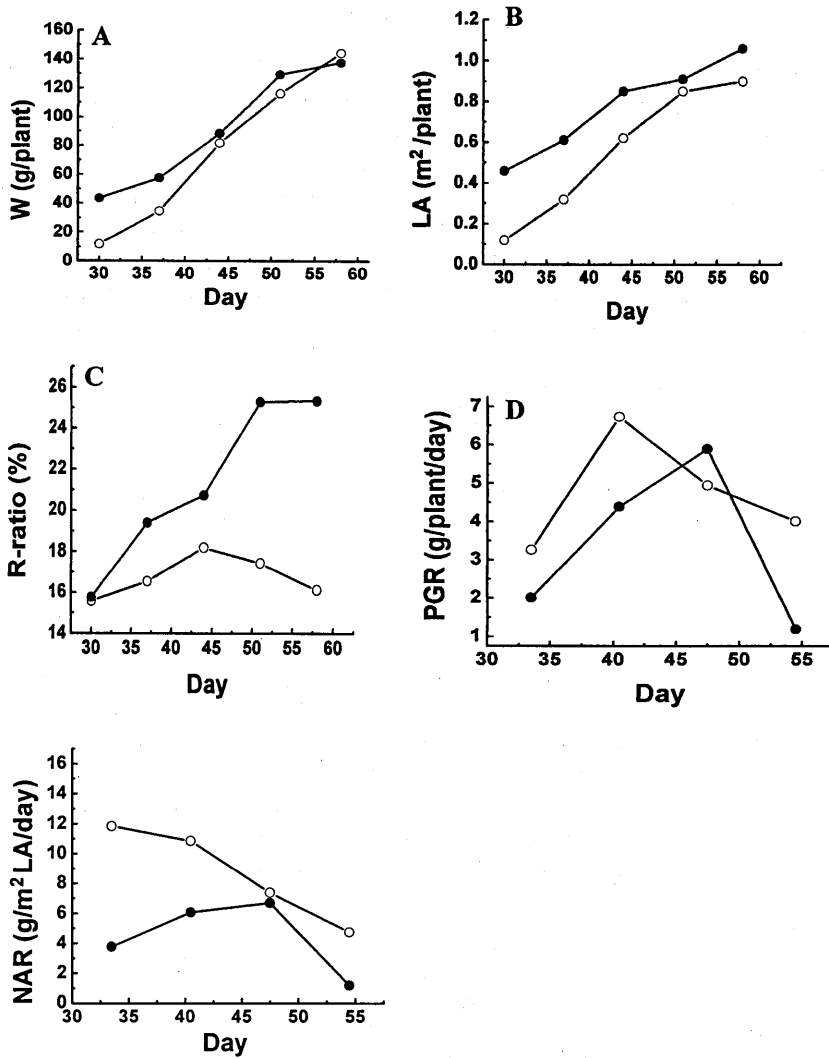 A
W (g/plant)
160
140
120
100
80
60
40
20
0
30 35 40 45 50 55 60
Day
B
LA (m²/plant)
1.2
1.0
0.8
0.6
0.4
0.2
0.0
30 35 40 45 50 55 60
Day
C
R-ratio (%)
26
24
22
20
18
16
14
30 35 40 45 50 55 60
Day
D
PGR (g/plant/day)
7
6
5
4
3
2
1
30 35 40 45 50 55
Day
NAR (g/m² LA/day)
16
14
12
10
8
6
4
2
0
30 35 40 45 50 55
Day